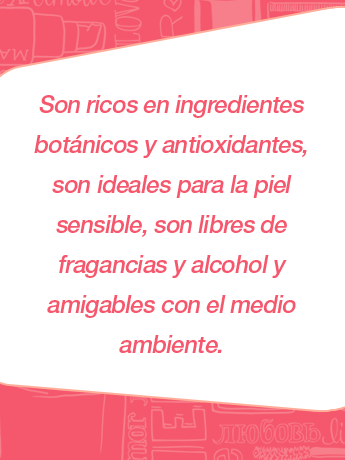 Son ricos en ingredientes
botánicos y antioxidantes,
son ideales para la piel
sensible, son libres de
fragancias y alcohol y
amigables con el medio
ambiente.
любовь